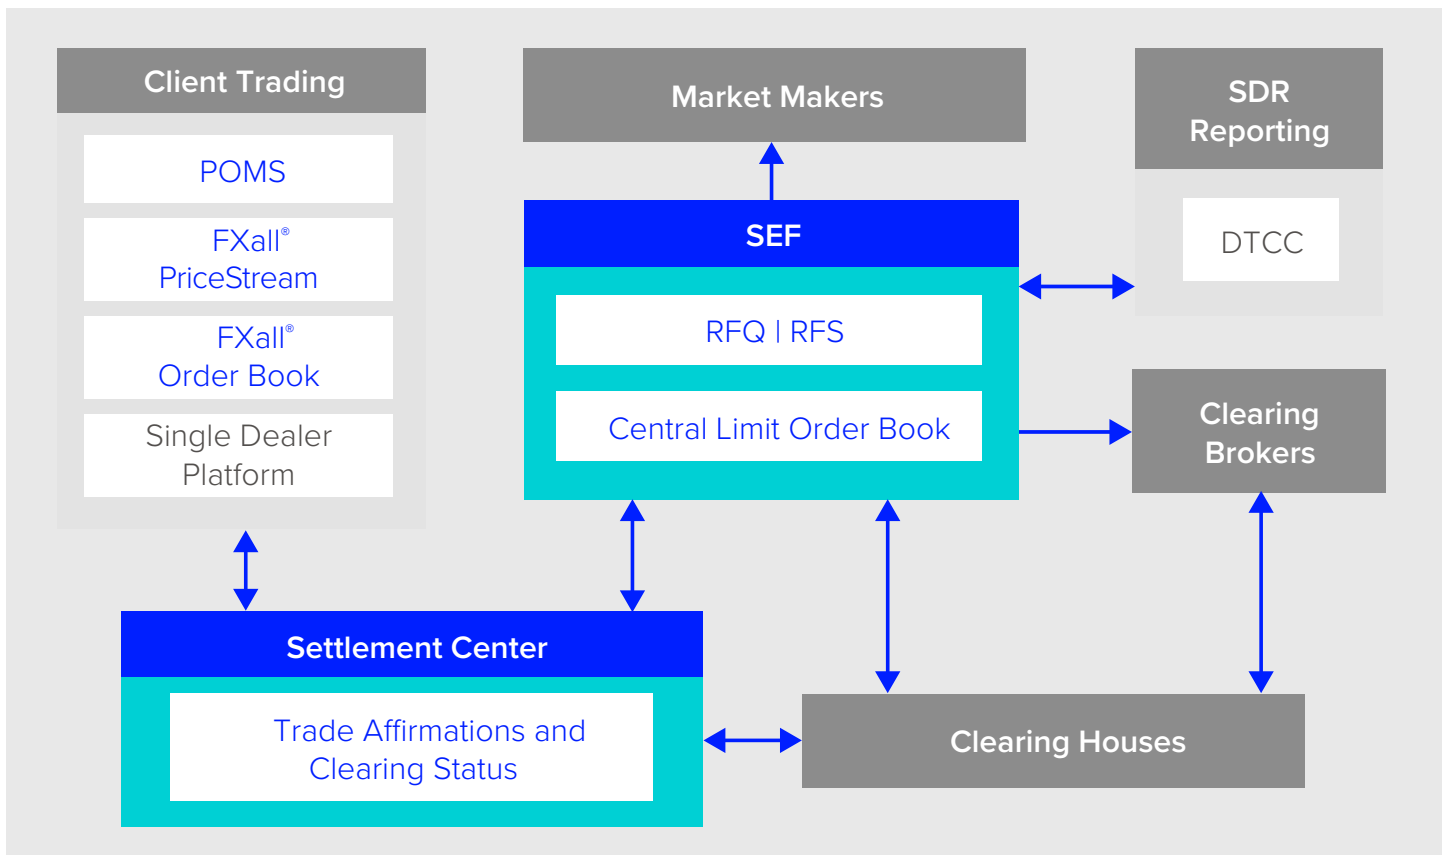 Client Trading
POMS
FXall®
PriceStream
FXall®
Order Book
Single Dealer
Platform
Market Makers
SEF
RFQ | RFS
Central Limit Order Book
SDR
Reporting
DTCC
Clearing
Brokers
Settlement Center
Trade Affirmations and
Clearing Status
Clearing Houses